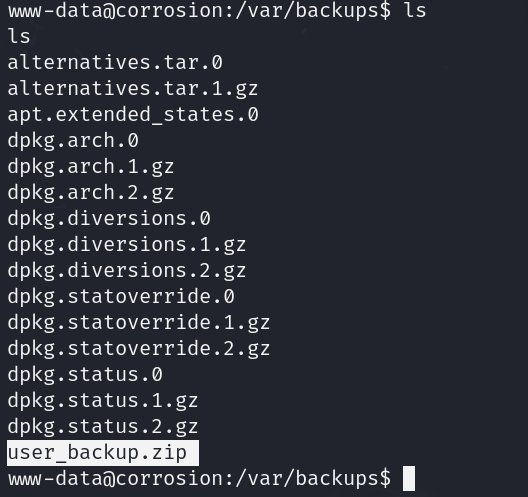 www-data@corrosion:/var/backups$ ls
ls
alternatives.tar.0
alternatives.tar.1.gz
apt.extended_states.0
dpkg.arch.0
dpkg.arch.1.gz
dpkg.arch.2.gz
dpkg.diversions.0
dpkg.diversions.1.gz
dpkg.diversions.2.gz
dpkg.statoverride.0
dpkg.statoverride.1.gz
dpkg.statoverride.2.gz
dpkg.status.0
dpkg.status.1.gz
dpkg.status.2.gz
user_backup.zip
www-data@corrosion:/var/backups$